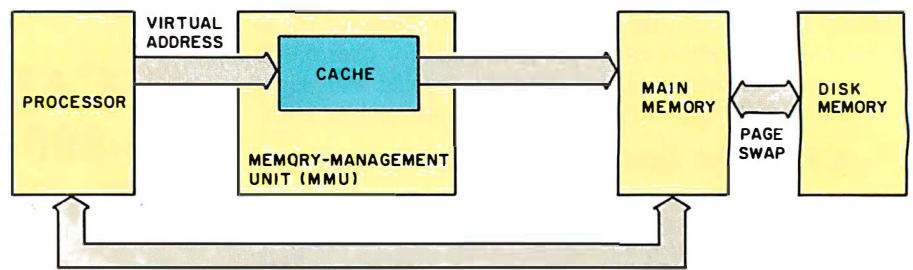 VIRTUAL
ADDRESS
PROCESSOR
CACHE
MEMORY-MANAGEMENT
UNIT (MMU)
MAIN
MEMORY
PAGE
SWAP
DISK
MEMORY